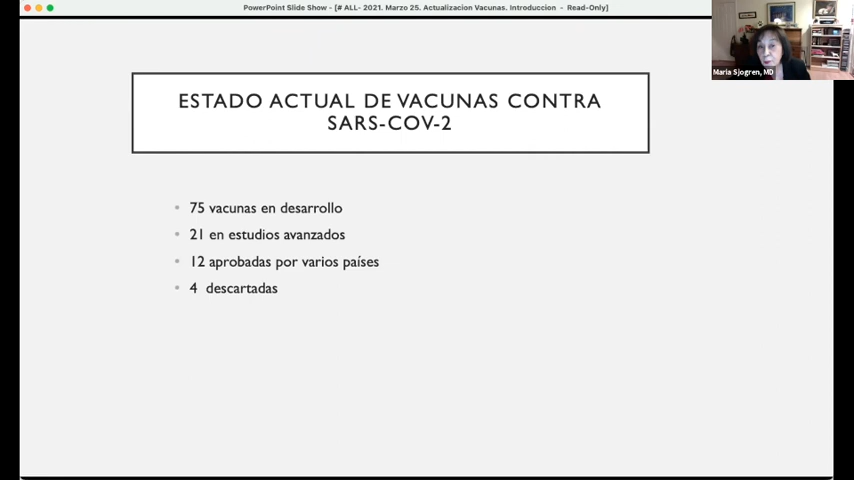 PowerPoint Slide Show - [# ALL- 2021. Marzo 25. Actualizacion Vacunas. Introduccion - Read-Only]
Maria Sjogren, MD
ESTADO ACTUAL DE VACUNAS CONTRA
SARS-COV-2
• 75 vacunas en desarrollo
• 21 en estudios avanzados
• 12 aprobadas por varios países
• 4 descartadas